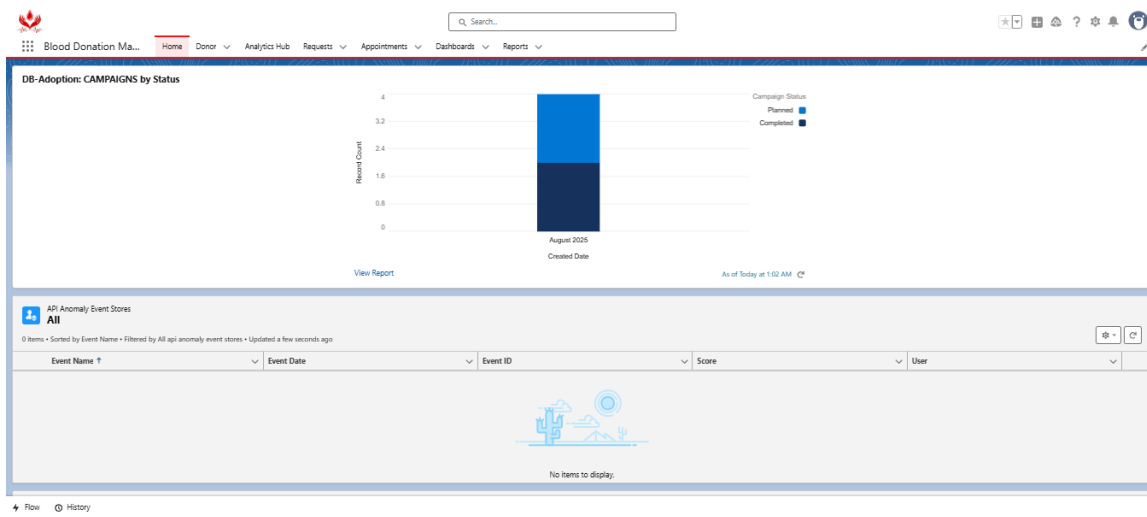 Search...
Blood Donation Ma...
Home
Donor
Analytics Hub
Requests
Appointments
Dashboards
Reports
DB-Adoption: CAMPAIGNS by Status
4
3.2
2.4
1.6
0.8
0
Record Count
August 2025
Created Date
Campaign Status
Planned
Completed
View Report
As of Today at 1:02 AM
API Anomaly Event Stores
All
0 items • Sorted by Event Name • Filtered by All api anomaly event stores • Updated a few seconds ago
Event Name
Event Date
Event ID
Score
User
No items to display.
Flow
History